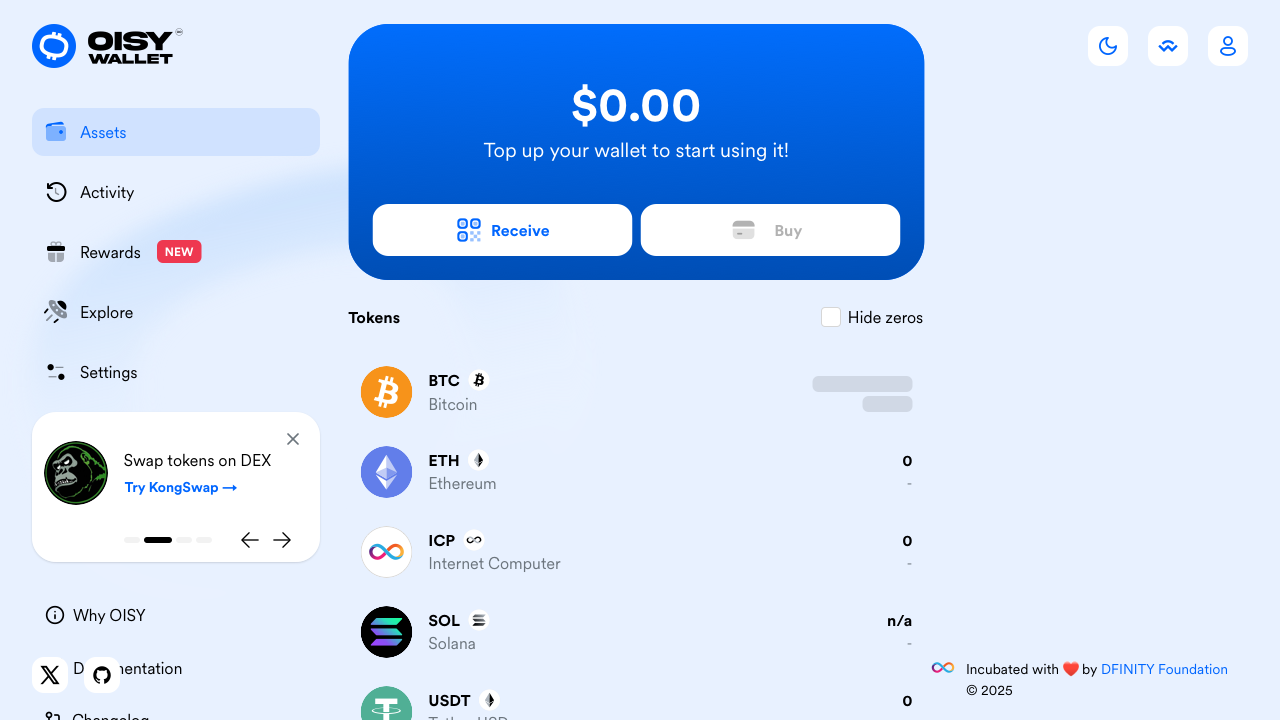 OISY
WALLET
Assets
Activity
Rewards NEW
Explore
Settings
Swap tokens on DEX
Try KongSwap →
Why OISY
Changelog
$0.00
Top up your wallet to start using it!
Receive
Buy
Tokens
Hide zeros
BTC
Bitcoin
ETH
Ethereum
0
-
ICP
Internet Computer
0
-
SOL
Solana
n/a
-
USDT
Tether USD
0
Incubated with ❤️ by DFINITY Foundation
© 2025